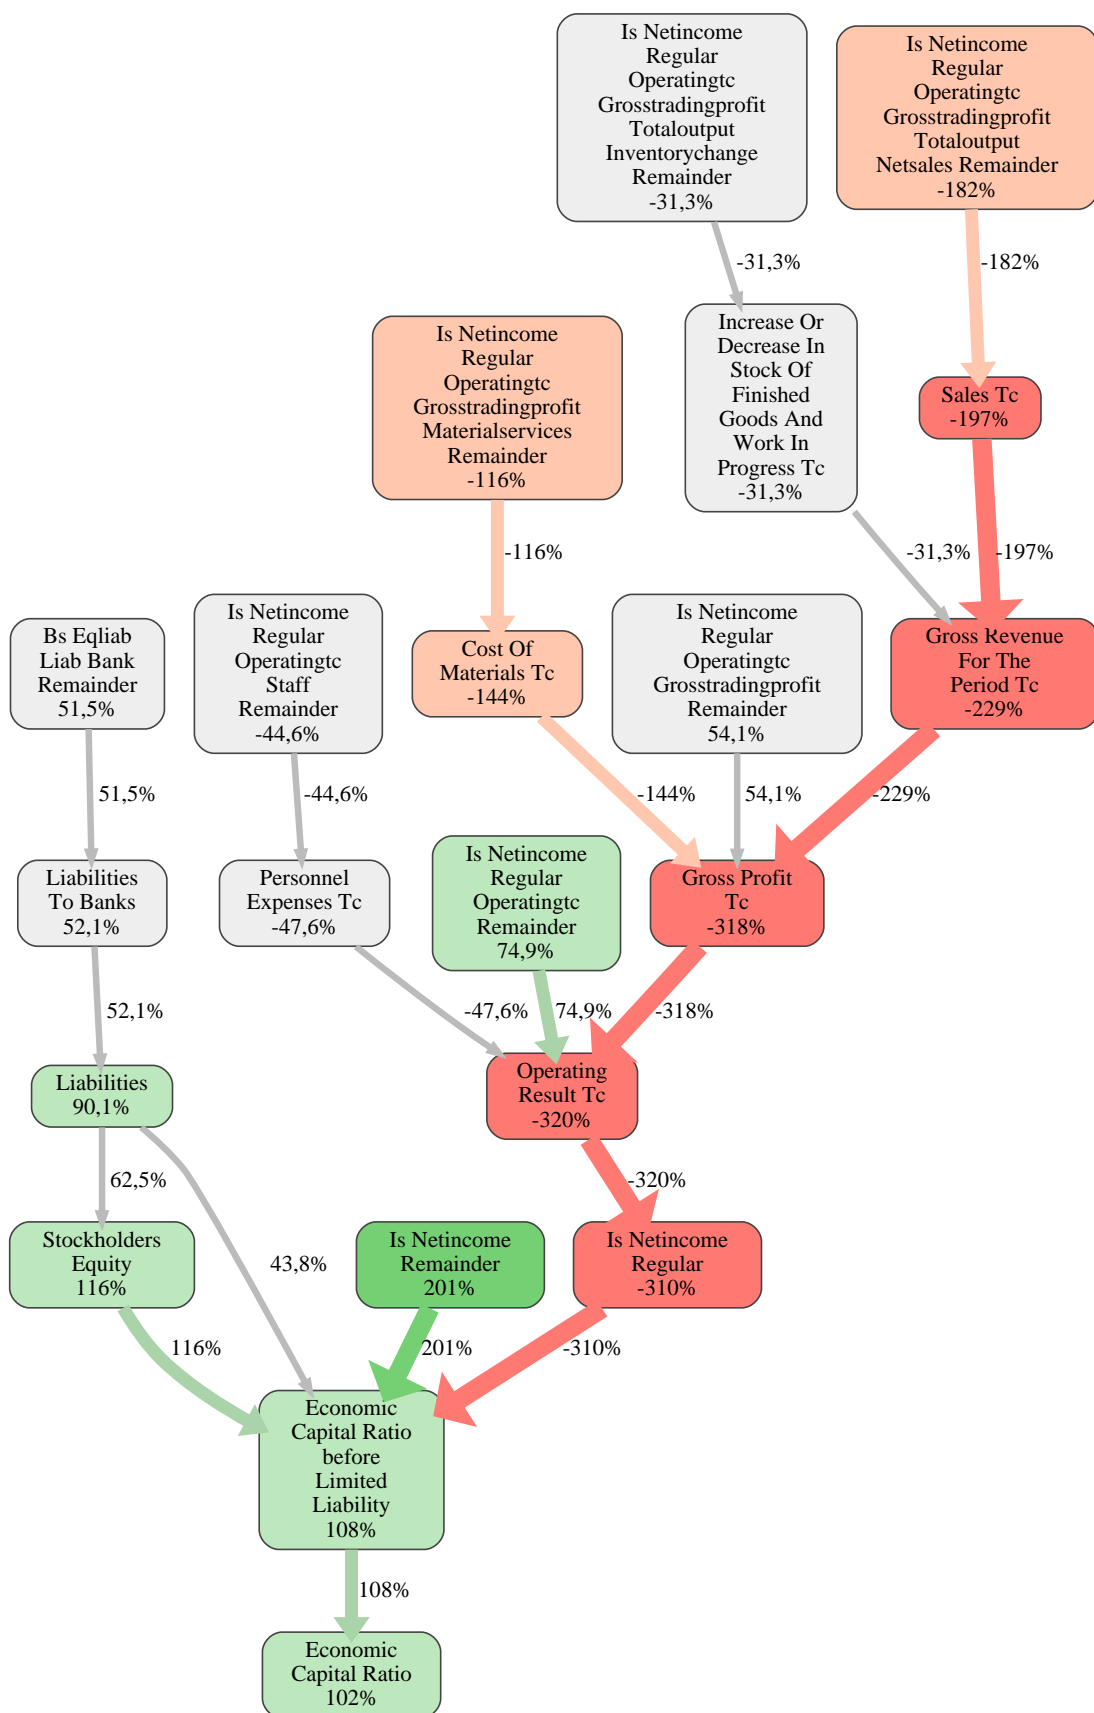 Is Netincome
Regular
Operatingtc
Grosstradingprofit
Totaloutput
Inventorychange
Remainder
-31,3%
Is Netincome
Regular
Operatingtc
Grosstradingprofit
Totaloutput
Netsales Remainder
-182%
-31,3%
-182%
Is Netincome
Regular
Operatingtc
Grosstradingprofit
Materialservices
Remainder
-116%
Increase Or
Decrease In
Stock Of
Finished
Goods And
Work In
Progress Tc
-31,3%
Sales Tc
-197%
-116%
-31,3%
-197%
Bs Eqliab
Liab Bank
Remainder
51,5%
Is Netincome
Regular
Operatingtc
Staff
Remainder
-44,6%
Cost Of
Materials Tc
-144%
Is Netincome
Regular
Operatingtc
Grosstradingprofit
Remainder
54,1%
Gross Revenue
For The
Period Tc
-229%
51,5%
-44,6%
-144%
54,1%
-229%
Liabilities
To Banks
52,1%
Personnel
Expenses Tc
-47,6%
Is Netincome
Regular
Operatingtc
Remainder
74,9%
Gross Profit
Tc
-318%
52,1%
-47,6%
74,9%
-318%
Liabilities
90,1%
Operating
Result Tc
-320%
62,5%
-320%
Stockholders
Equity
116%
43,8%
Is Netincome
Remainder
201%
Is Netincome
Regular
-310%
116%
201%
-310%
Economic
Capital Ratio
before
Limited
Liability
108%
108%
Economic
Capital Ratio
102%